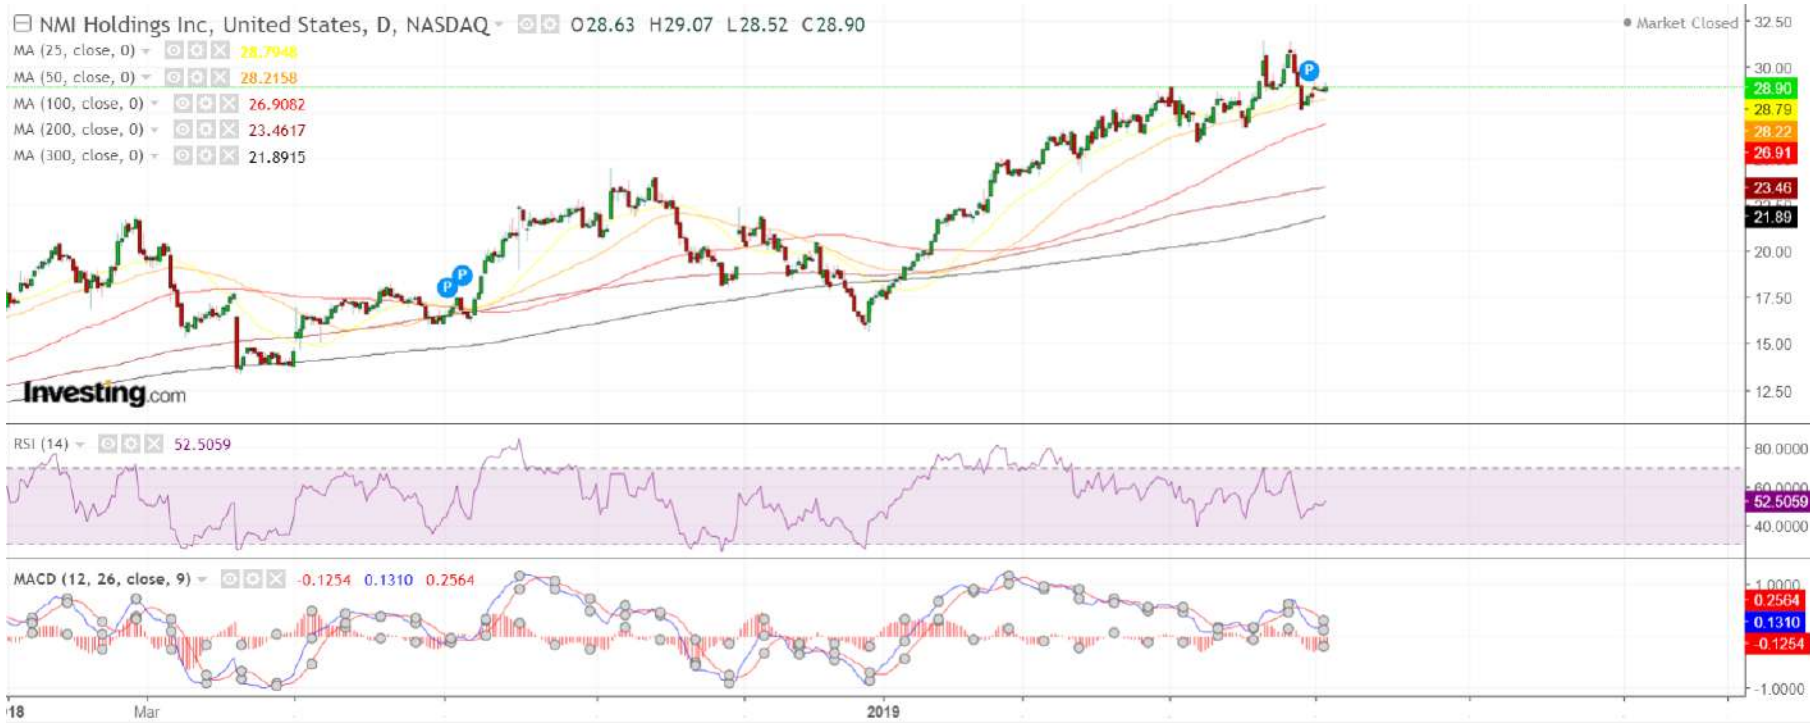 NMI Holdings Inc, United States, D, NASDAQ O28.63 H29.07 L28.52 C28.90
Market Closed
MA (25, close, 0) 28.7948
MA (50, close, 0) 28.2158
MA (100, close, 0) 26.9082
MA (200, close, 0) 23.4617
MA (300, close, 0) 21.8915
32.50
30.00
28.90
28.79
28.22
26.91
23.46
21.89
20.00
17.50
15.00
12.50
P
P
P
Investing.com
RSI (14) 52.5059
80.0000
60.0000
52.5059
40.0000
MACD (12, 26, close, 9) -0.1254 0.1310 0.2564
1.0000
0.2564
0.1310
-0.1254
-1.0000
18 Mar 2019